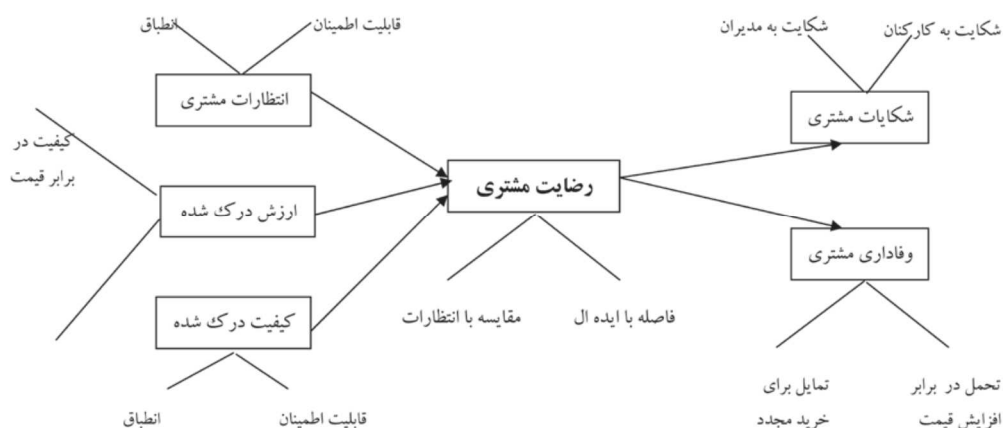 شکایت به کارکنان
شکایت به مدیران
قابلیت اطمینان
انطباق
شکایات مشتری
انتظارات مشتری
کیفیت در
برابر قیمت
رضایت مشتری
ارزش درک شده
وفاداری مشتری
فاصله با ایده ال
مقایسه با انتظارات
کیفیت درک شده
تحمل در برابر
افزایش قیمت
تمایل برای
خرید مجدد
قابلیت اطمینان
انطباق